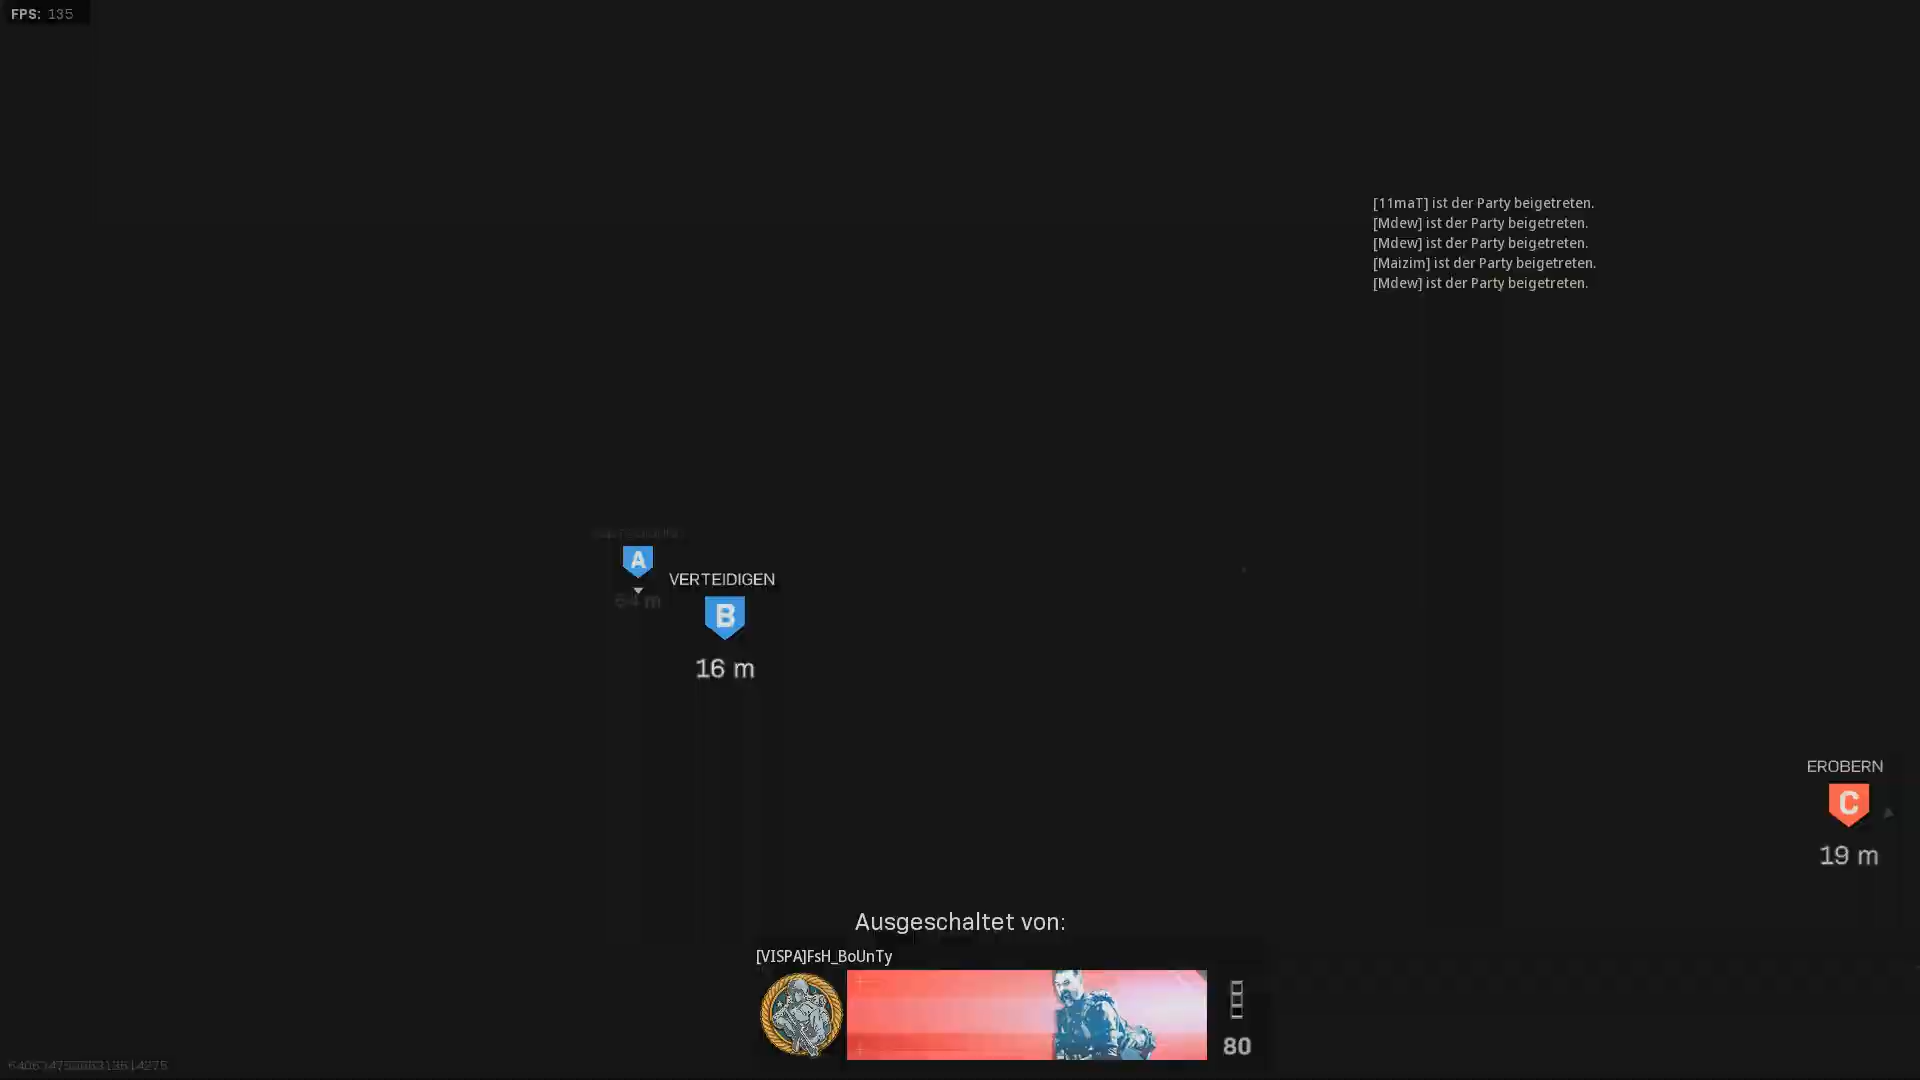 FPS: 135
[11maT] ist der Party beigetreten.
[Mdew] ist der Party beigetreten.
[Mdew] ist der Party beigetreten.
[Maizim] ist der Party beigetreten.
[Mdew] ist der Party beigetreten.
A
64 m
VERTEIDIGEN
B
16 m
EROBERN
C
19 m
Ausgeschaltet von:
[VISPA]FsH_BoUnTy
80